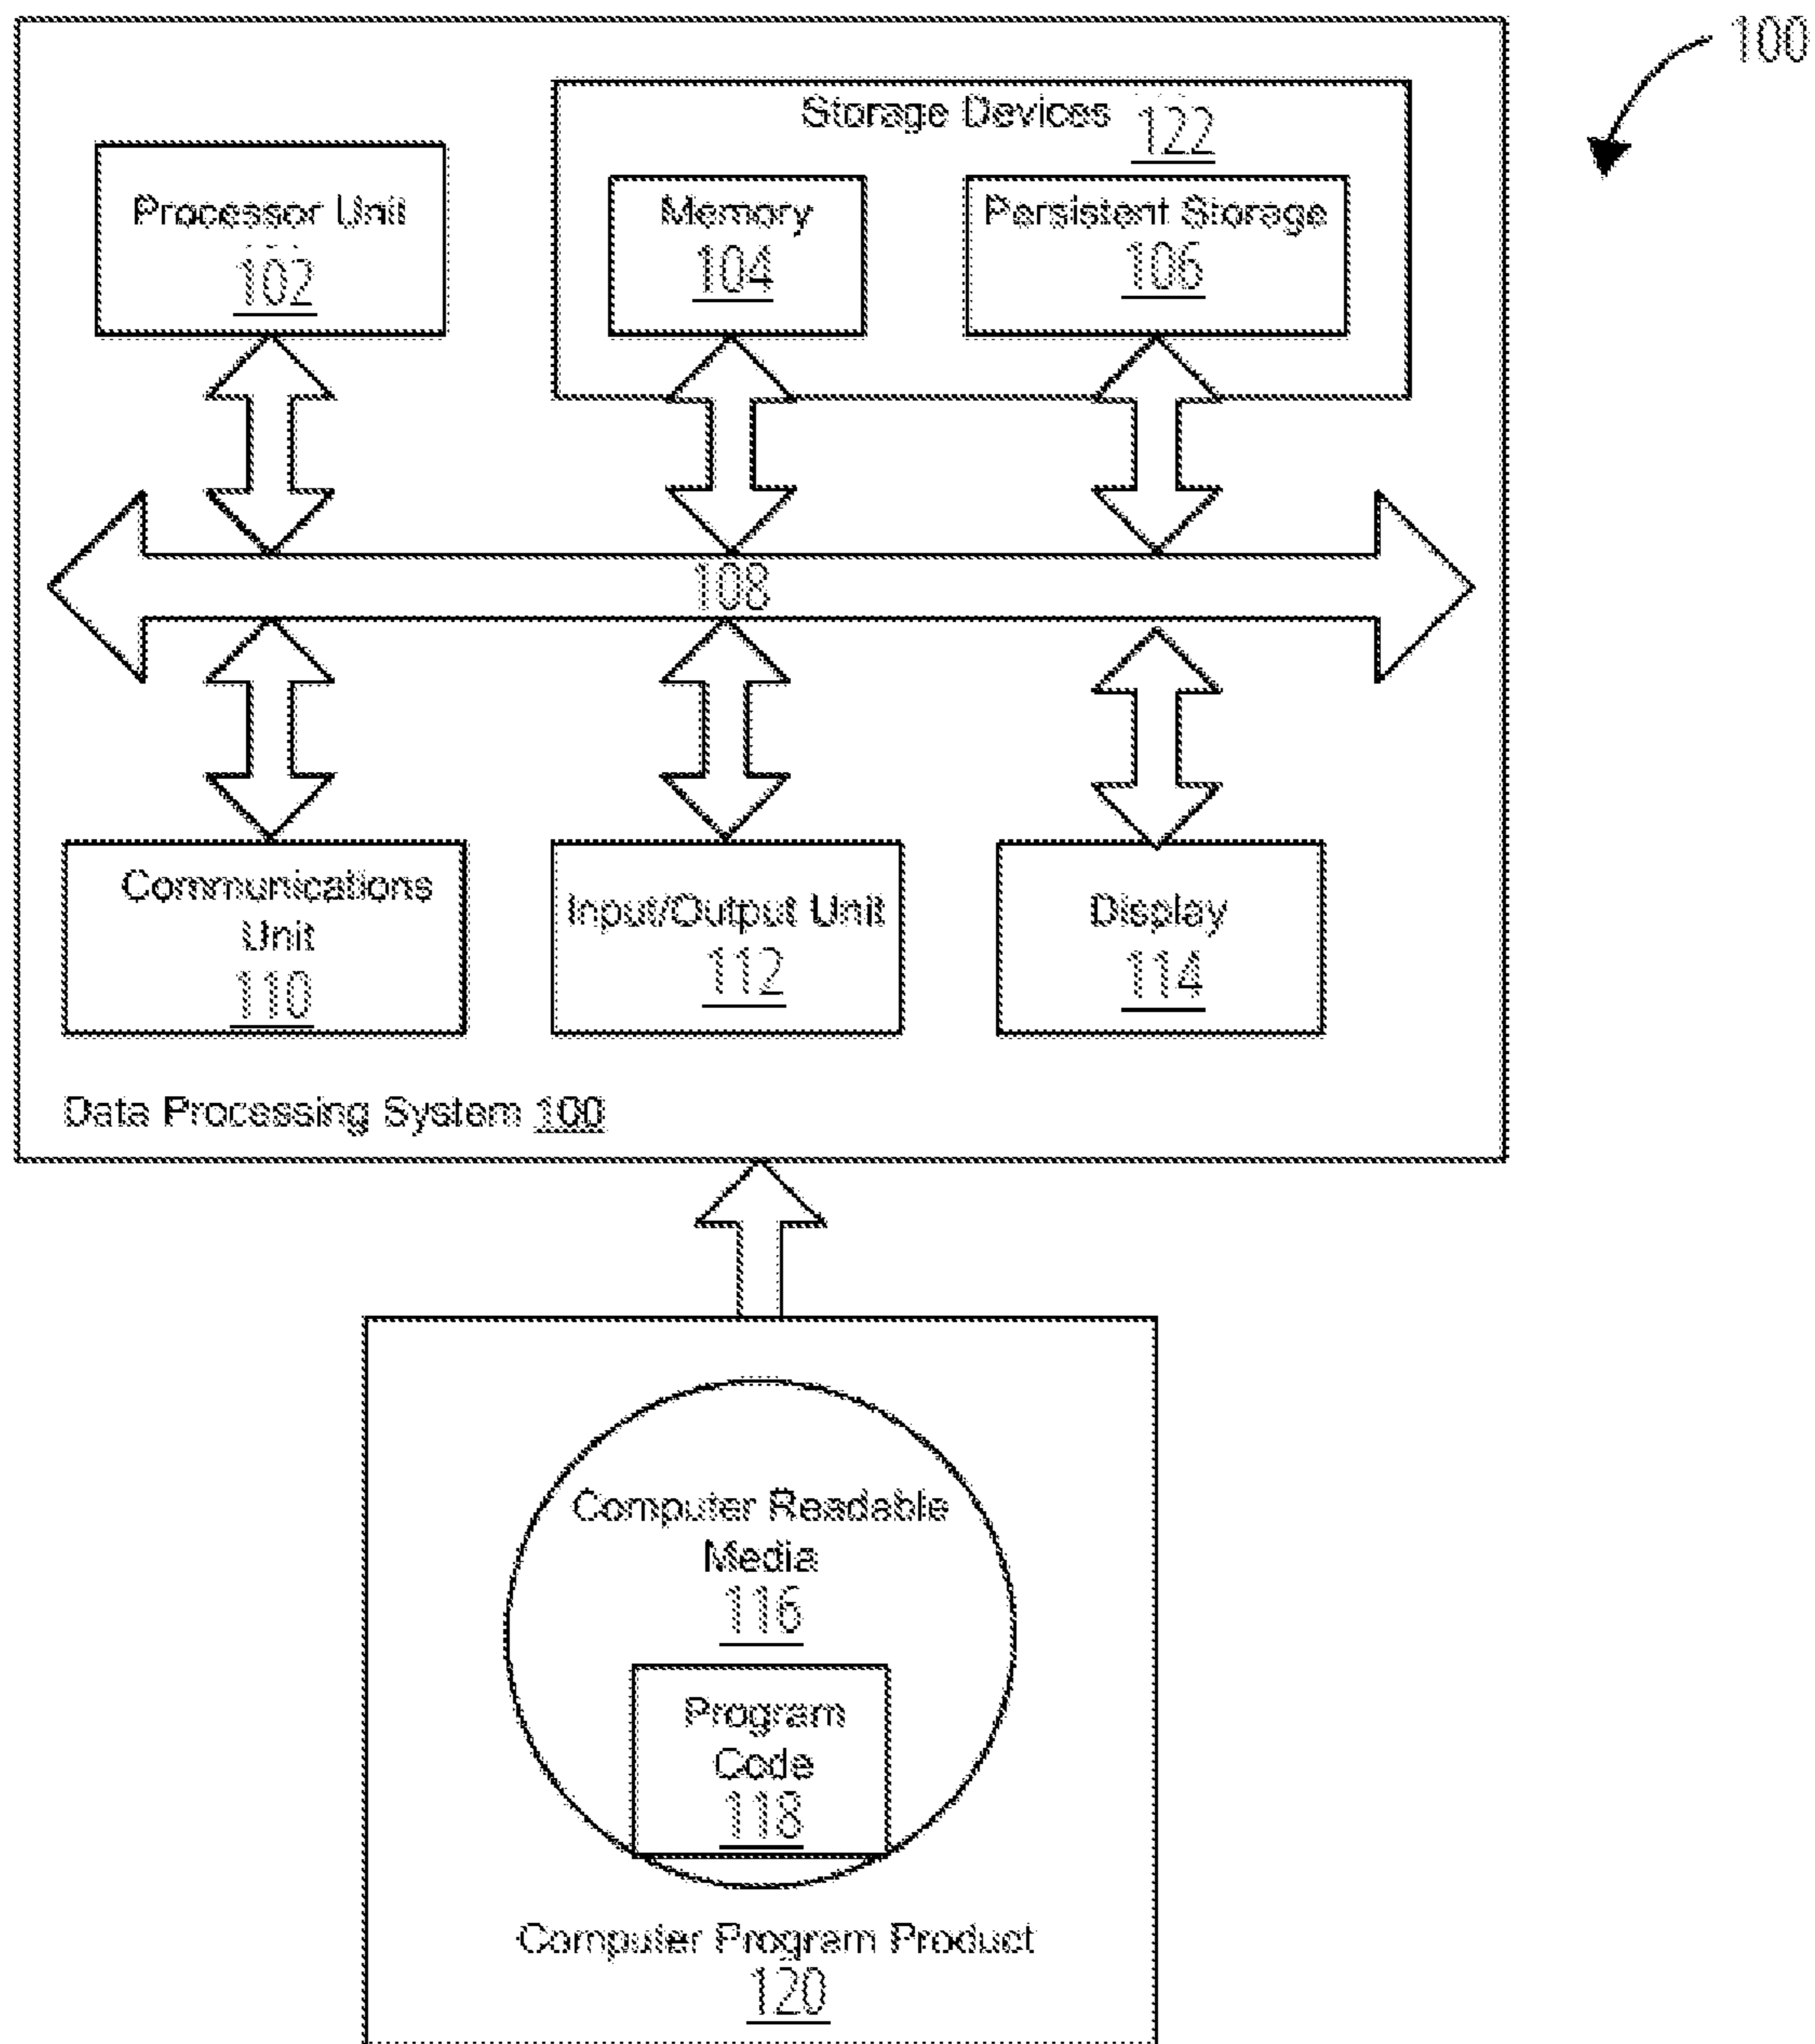 100
Storage Devices 122
Processor Unit
102
Memory
104
Persistent Storage
106
108
Communications
Unit
110
Input/Output Unit
112
Display
114
Data Processing System 100
Computer Readable
Media
116
Program
Code
118
Computer Program Product
120